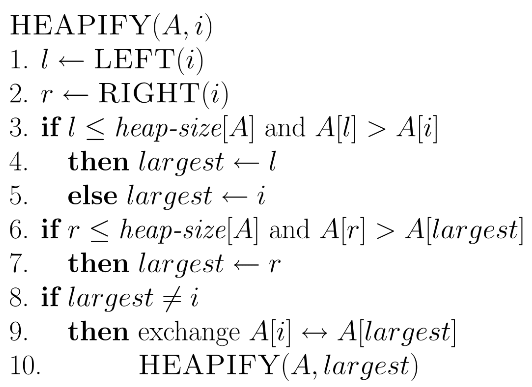 HEAPIFY(A, i)
1. l ← LEFT(i)
2. r ← RIGHT(i)
3. if l ≤ heap-size[A] and A[l] > A[i]
4. then largest ← l
5. else largest ← i
6. if r ≤ heap-size[A] and A[r] > A[largest]
7. then largest ← r
8. if largest ≠ i
9. then exchange A[i] ↔ A[largest]
10. HEAPIFY(A, largest)